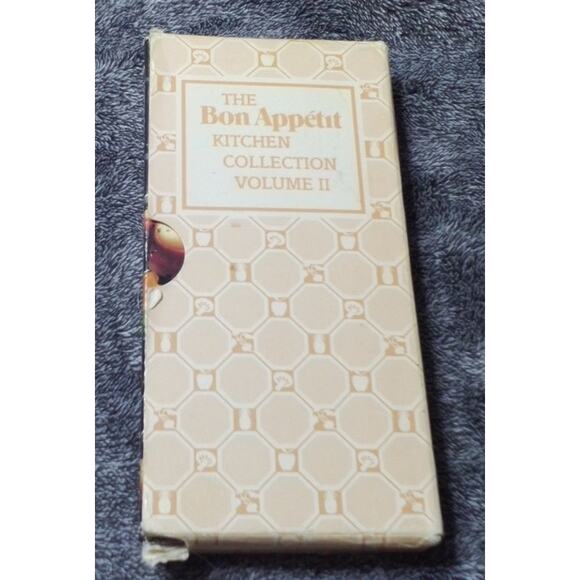 THE
Bon Appétit
KITCHEN
COLLECTION
VOLUME II